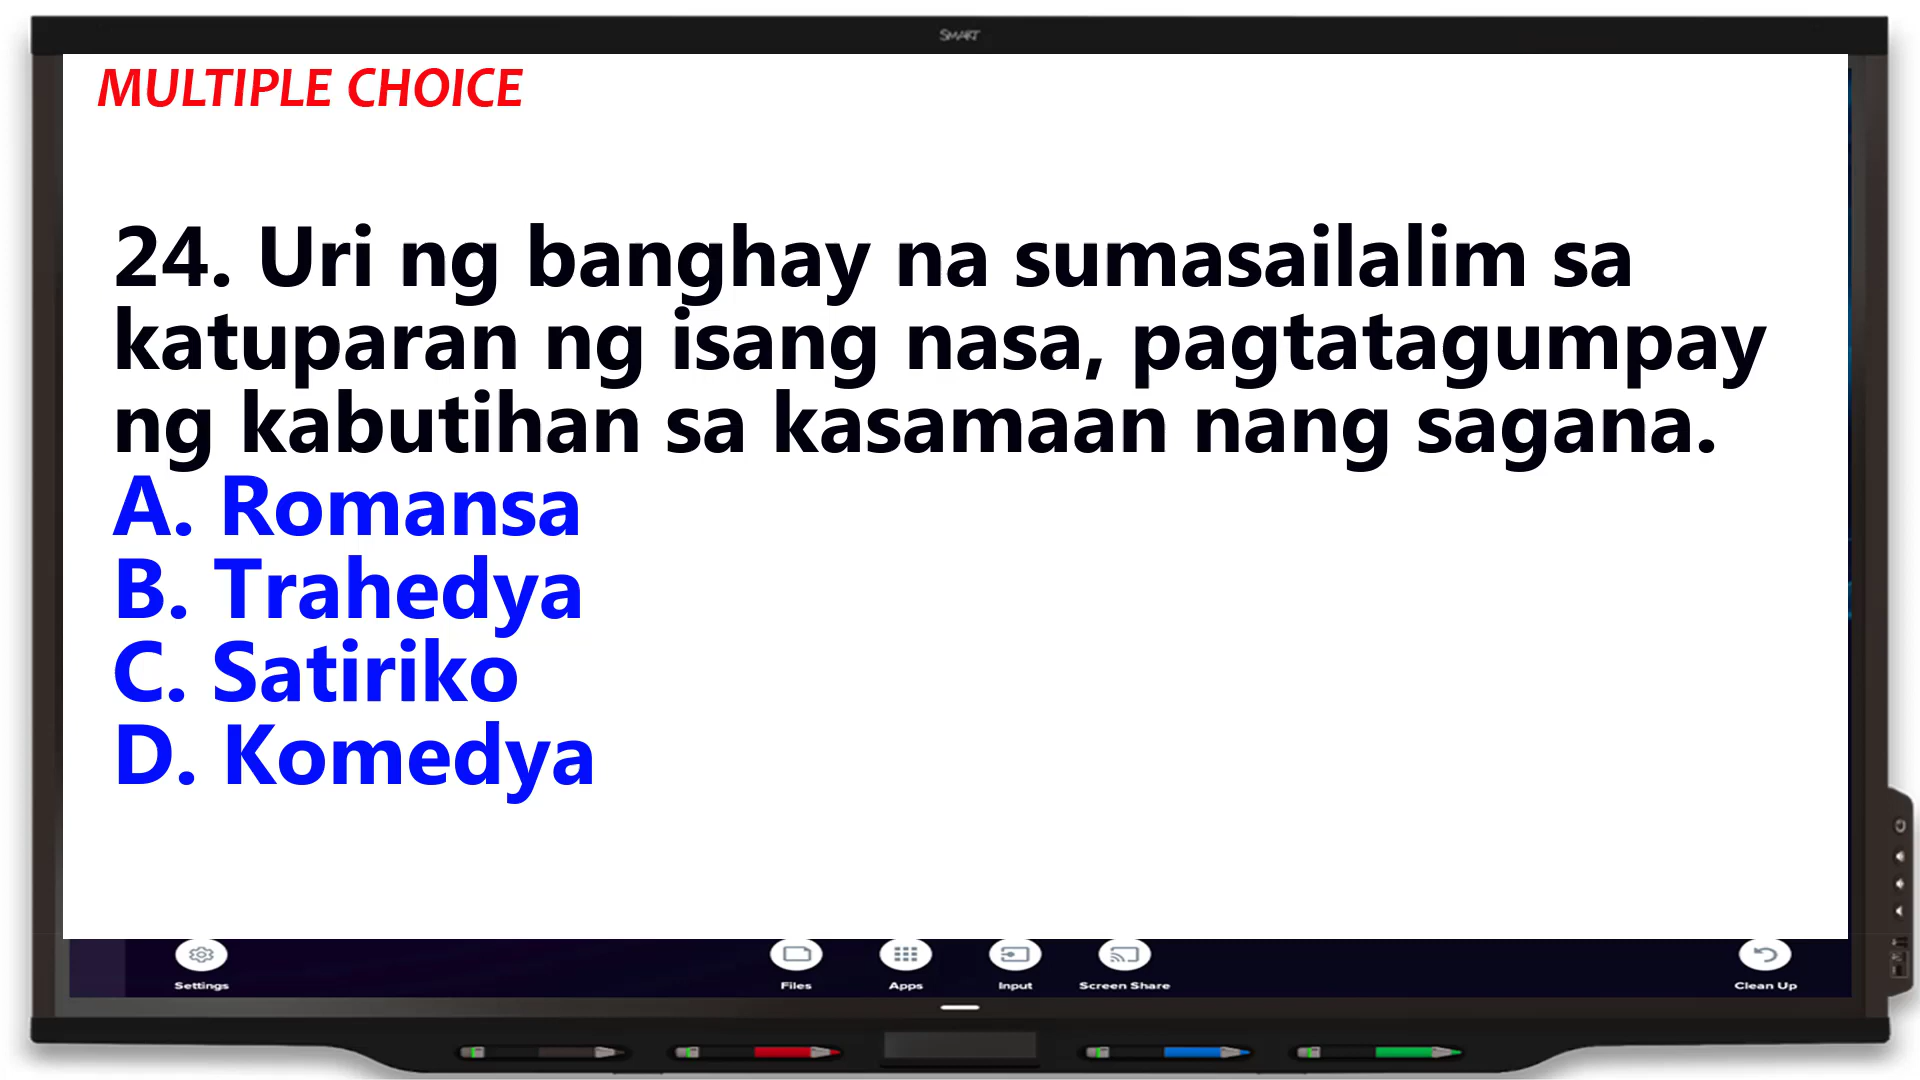 SMART
MULTIPLE CHOICE
24. Uri ng banghay na sumasailalim sa
katuparan ng isang nasa, pagtatagumpay
ng kabutihan sa kasamaan nang sagana.
A. Romansa
B. Trahedya
C. Satiriko
D. Komedya
Settings
Files
Apps
Input
Screen Share
Clean Up